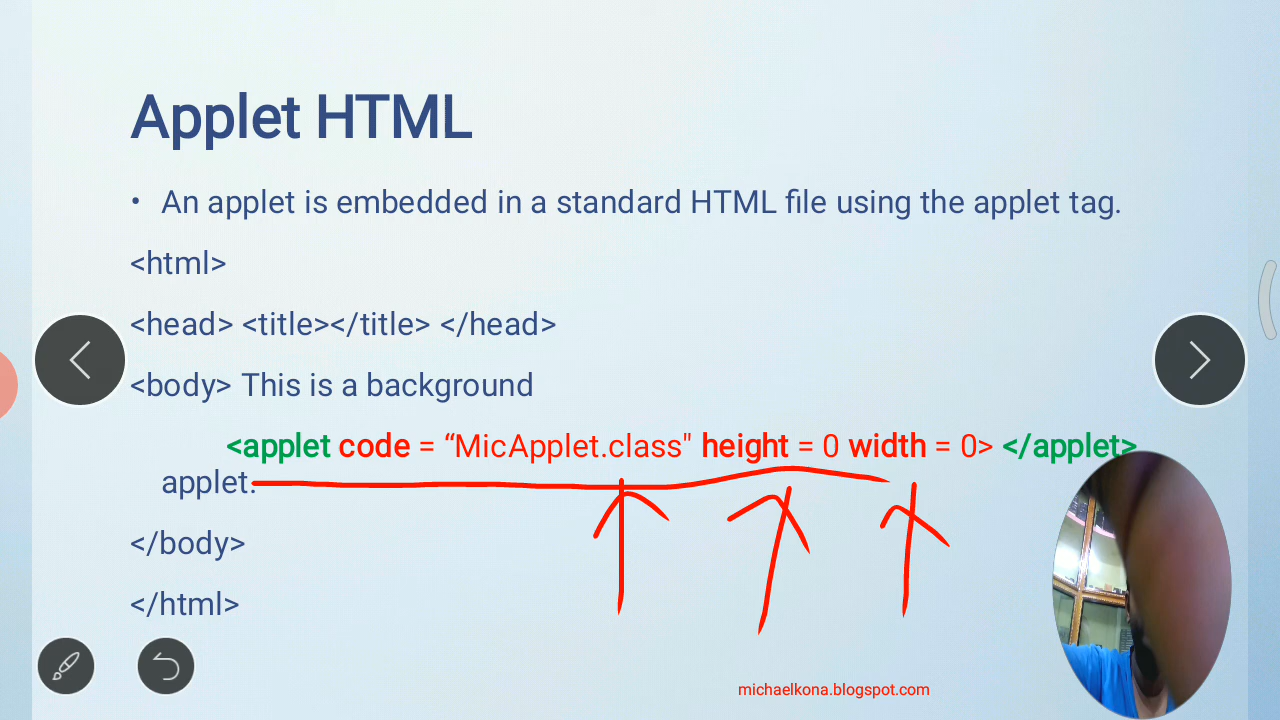 Applet HTML
• An applet is embedded in a standard HTML file using the applet tag.
<html>
<head> <title></title> </head>
<body> This is a background
<applet code = “MicApplet.class" height = 0 width = 0> </applet>
applet.
</body>
</html>
michaelkona.blogspot.com